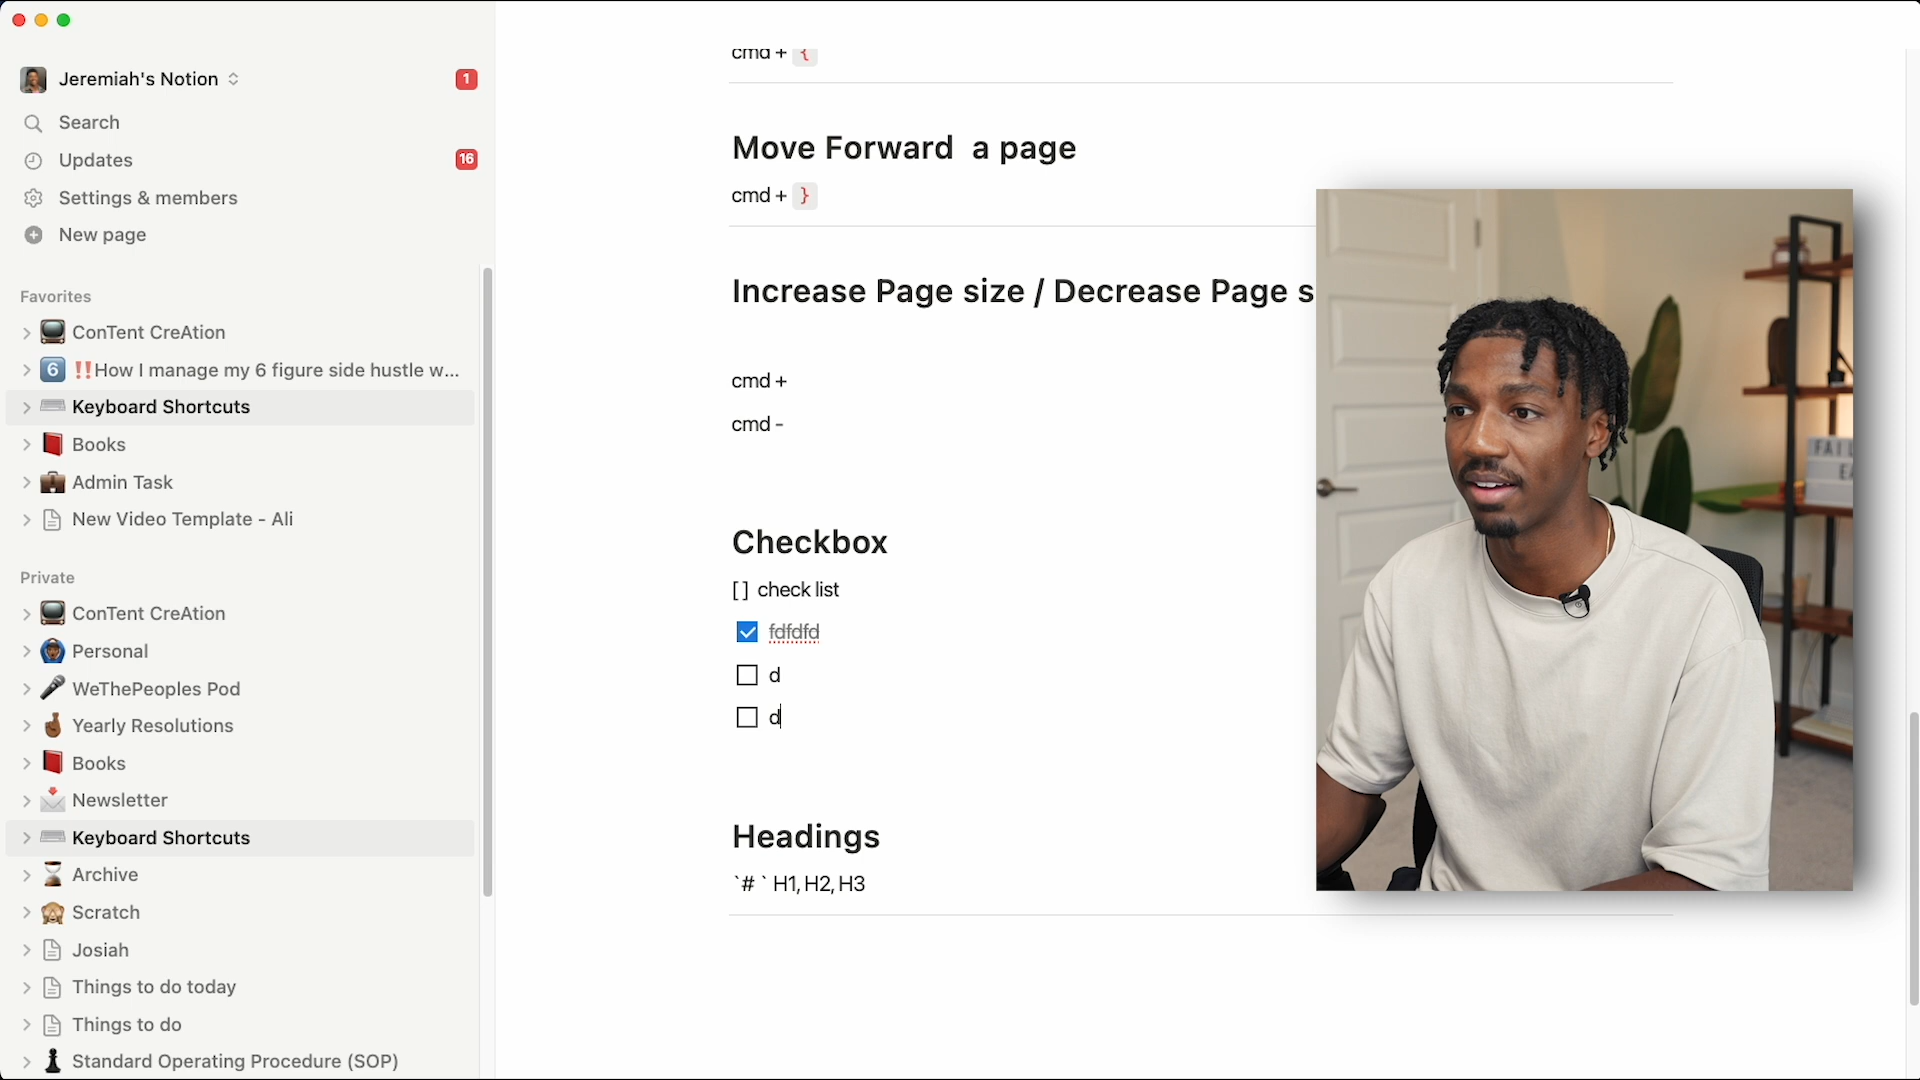 Jeremiah's Notion
1
Search
Updates
16
Settings & members
New page
Favorites
ConTent CreAtion
6 ‼️How I manage my 6 figure side hustle w...
Keyboard Shortcuts
Books
Admin Task
New Video Template - Ali
Private
ConTent CreAtion
Personal
WeThePeoples Pod
Yearly Resolutions
Books
Newsletter
Keyboard Shortcuts
Archive
Scratch
Josiah
Things to do today
Things to do
Standard Operating Procedure (SOP)
cmd + {
Move Forward  a page
cmd + }
Increase Page size / Decrease Page s
cmd +
cmd -
Checkbox
[ ] check list
fdfdfd
d
d
Headings
`# ` H1, H2, H3